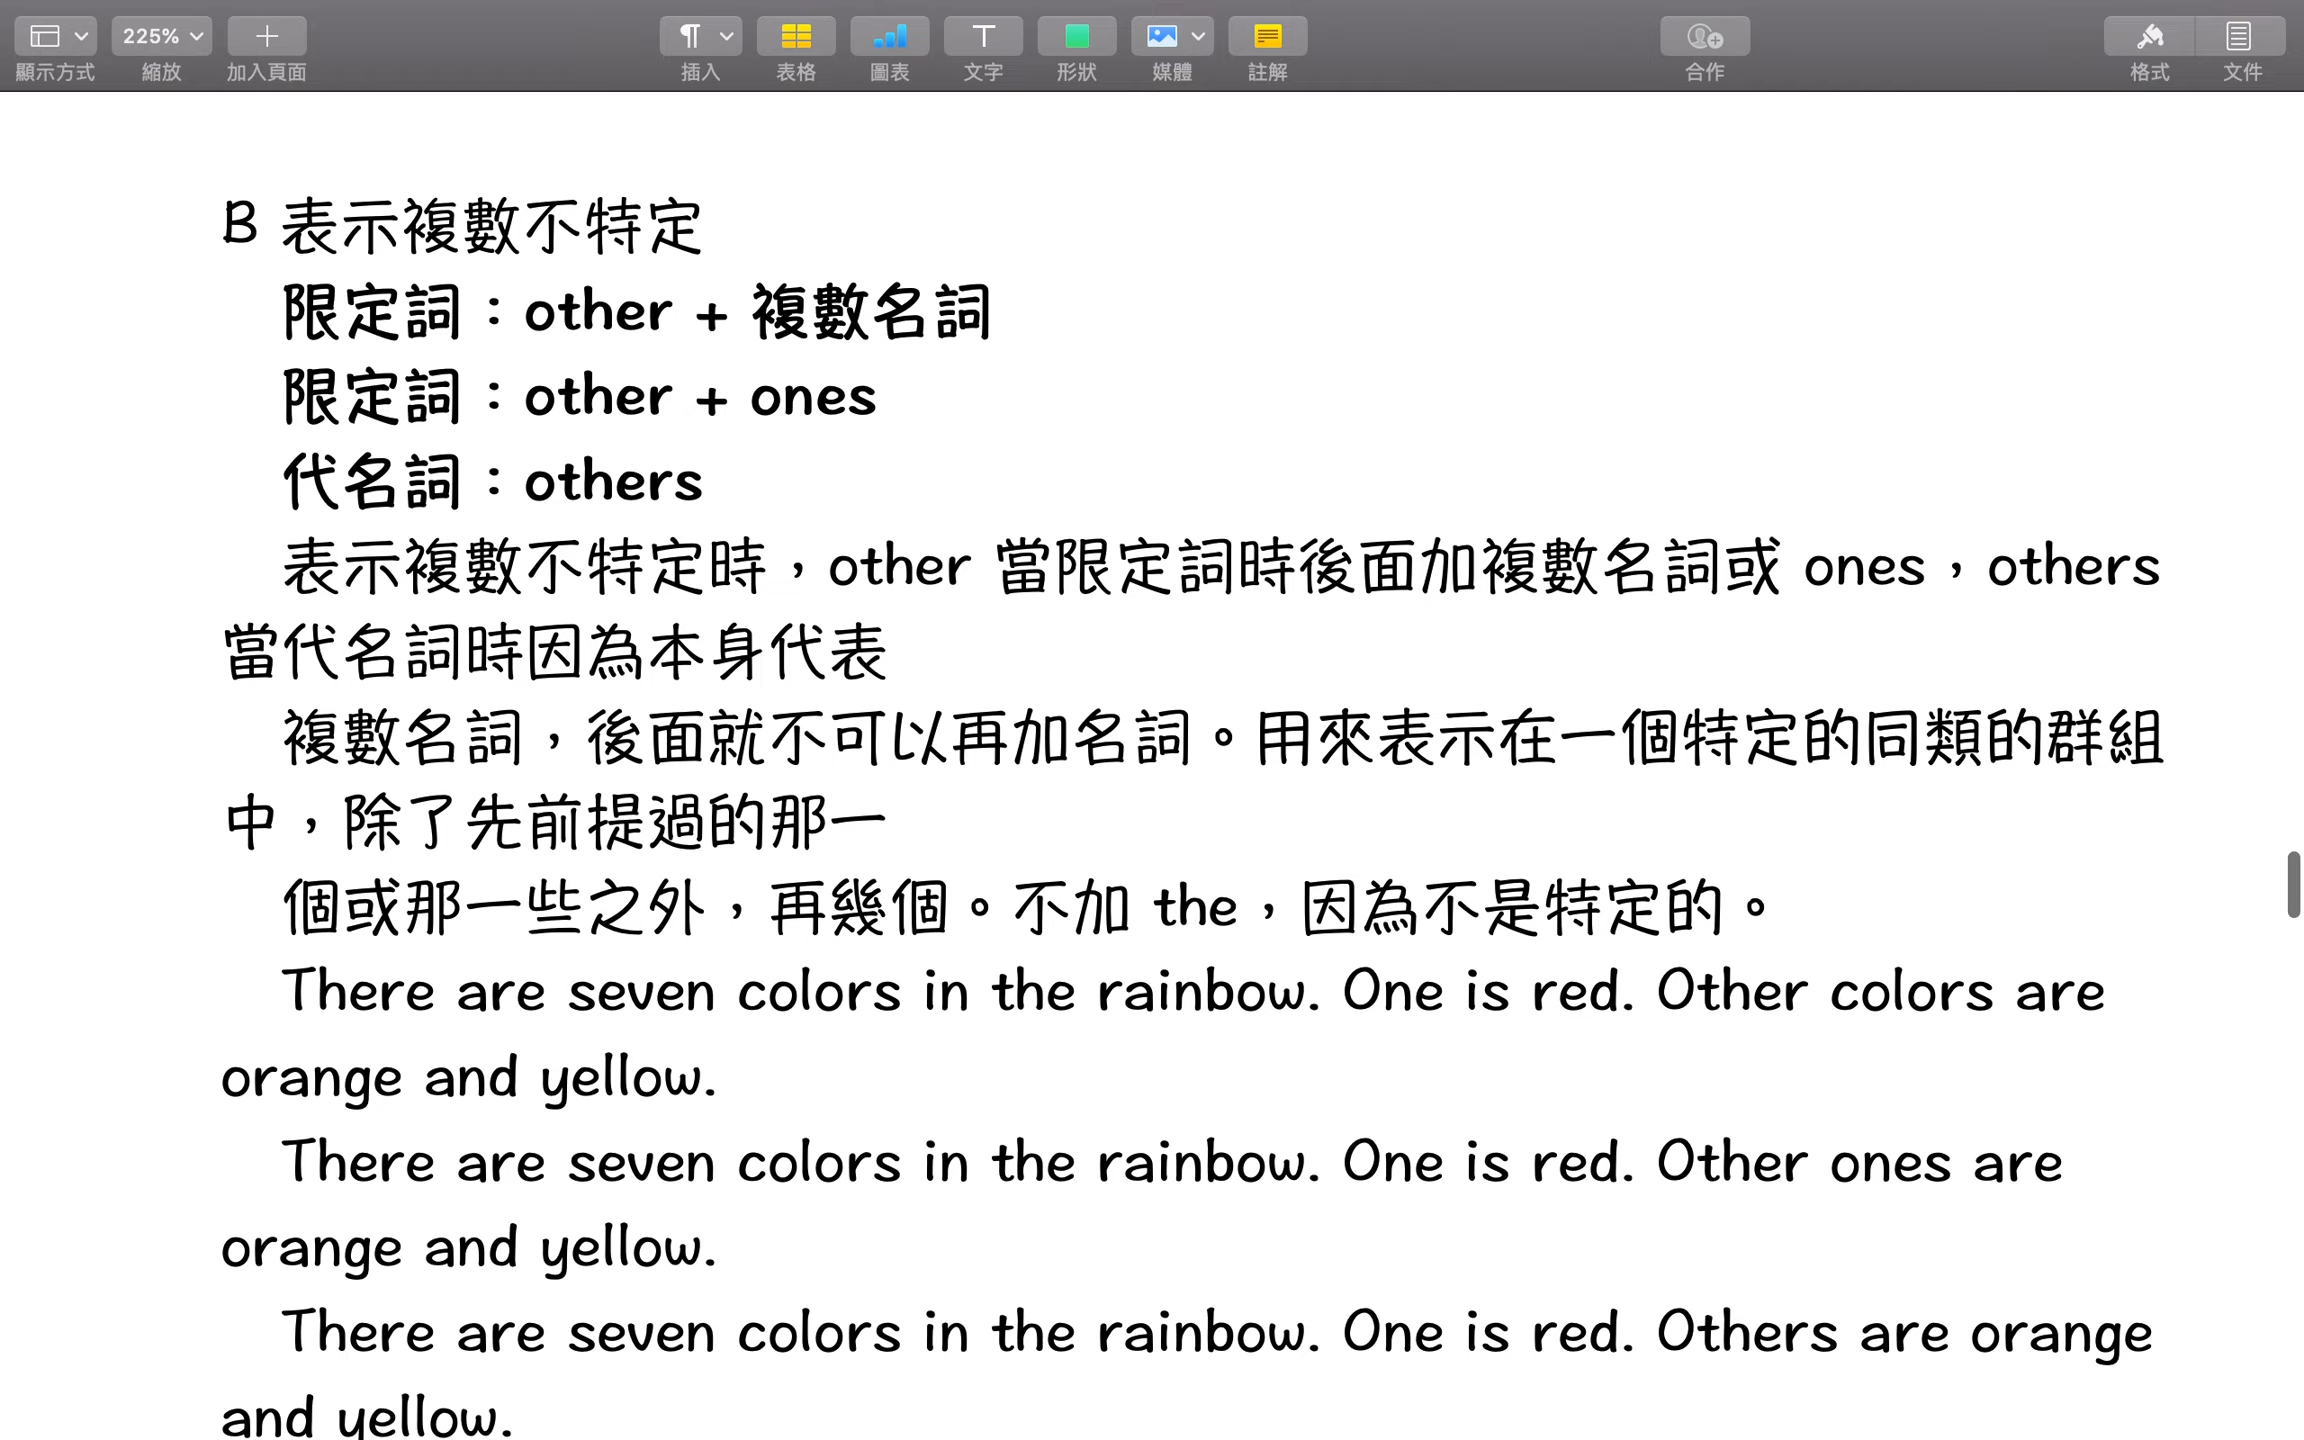 225%
顯示方式
縮放
加入頁面
插入
表格
圖表
文字
形狀
媒體
註解
合作
格式
文件
B 表示複數不特定
限定詞：other + 複數名詞
限定詞：other + ones
代名詞：others
表示複數不特定時，other 當限定詞時後面加複數名詞或 ones，others
當代名詞時因為本身代表
複數名詞，後面就不可以再加名詞。用來表示在一個特定的同類的群組
中，除了先前提過的那一
個或那一些之外，再幾個。不加 the，因為不是特定的。
There are seven colors in the rainbow. One is red. Other colors are
orange and yellow.
There are seven colors in the rainbow. One is red. Other ones are
orange and yellow.
There are seven colors in the rainbow. One is red. Others are orange
and yellow.